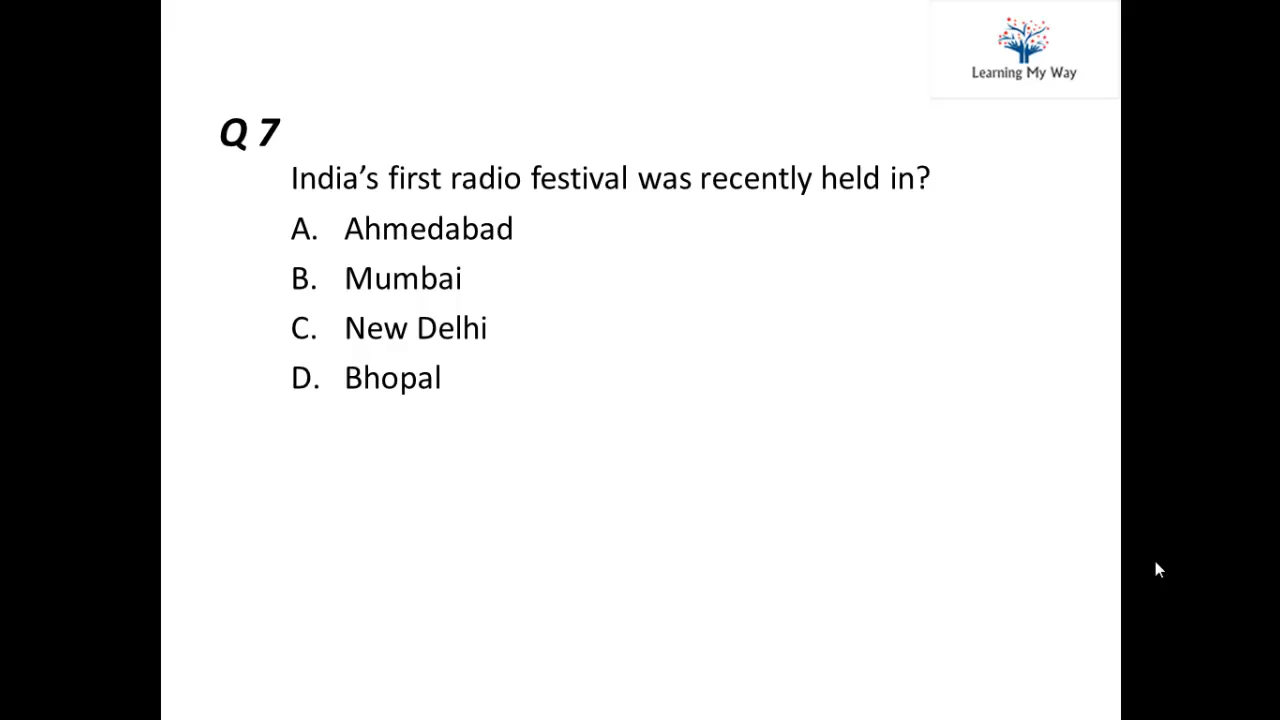 Learning My Way
Q 7
India’s first radio festival was recently held in?
A. Ahmedabad
B. Mumbai
C. New Delhi
D. Bhopal